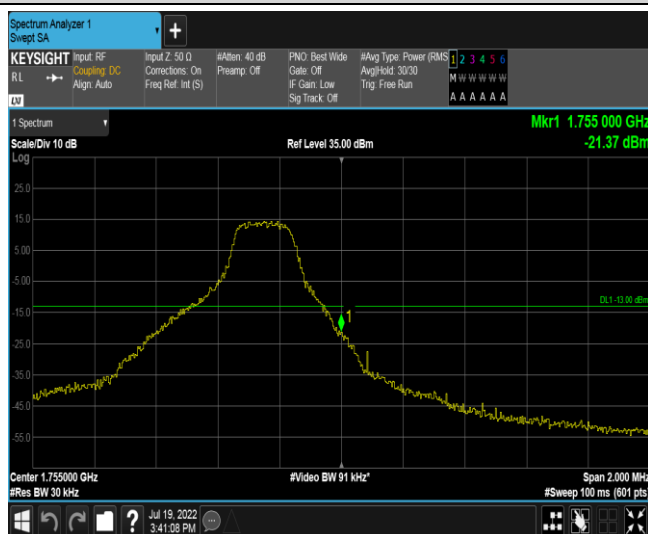 Spectrum Analyzer 1
Swept SA
+
KEYSIGHT Input: RF Input Z: 50 Ω #Atten: 40 dB PNO: Best Wide #Avg Type: Power (RMS 1 2 3 4 5 6
RL Coupling: DC Corrections: On Preamp: Off Gate: Off Avg|Hold: 30/30 M W W W W W
Align: Auto Freq Ref: Int (S) IF Gain: Low Trig: Free Run
Sig Track: Off A A A A A A
LXI
1 Spectrum Mkr1 1.755 000 GHz
Scale/Div 10 dB Ref Level 35.00 dBm -21.37 dBm
Log
25.0
15.0
5.00
-5.00
DL1 -13.00 dBm
1
-15.0
-25.0
-35.0
-45.0
-55.0
Center 1.755000 GHz #Video BW 91 kHz* Span 2.000 MHz
#Res BW 30 kHz #Sweep 100 ms (601 pts)
? Jul 19, 2022
3:41:08 PM